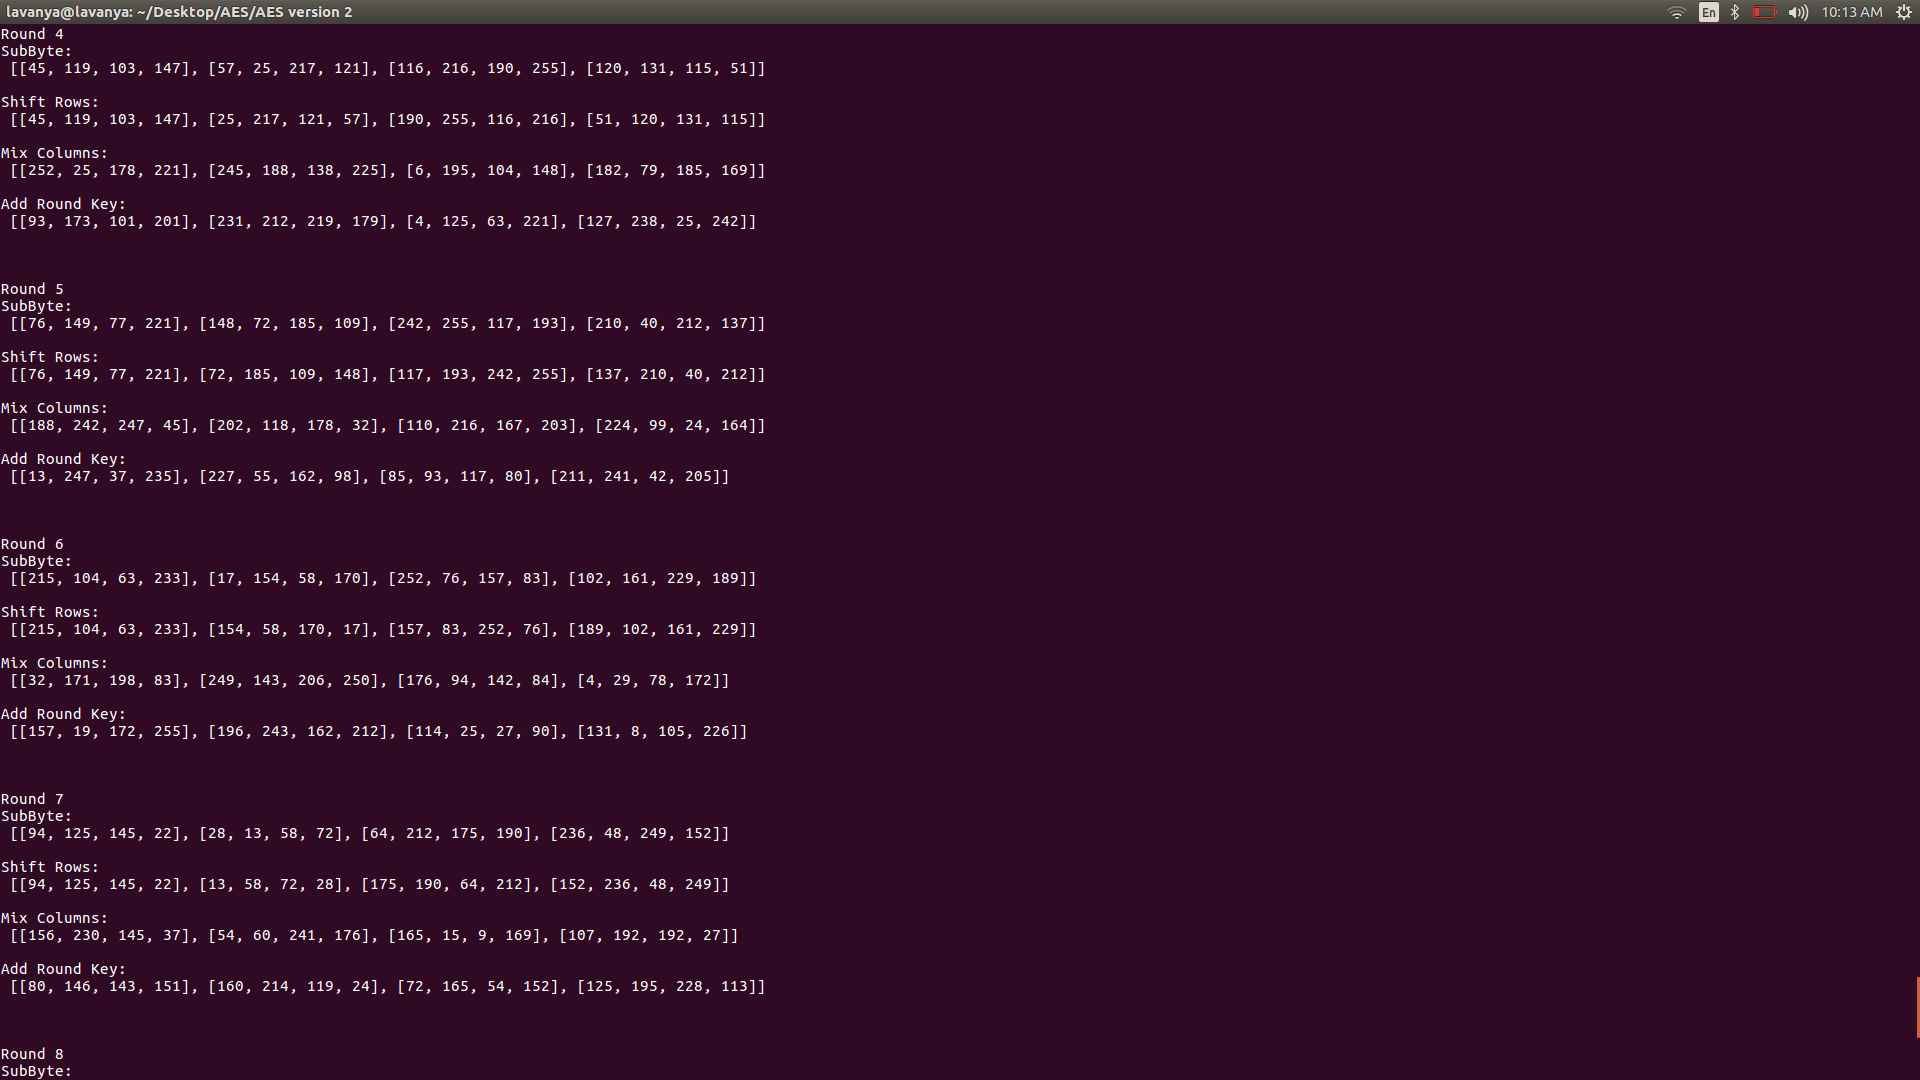 lavanya@lavanya: ~/Desktop/AES/AES version 2
En
10:13 AM
Round 4
SubByte:
[[45, 119, 103, 147], [57, 25, 217, 121], [116, 216, 190, 255], [120, 131, 115, 51]]
Shift Rows:
[[45, 119, 103, 147], [25, 217, 121, 57], [190, 255, 116, 216], [51, 120, 131, 115]]
Mix Columns:
[[252, 25, 178, 221], [245, 188, 138, 225], [6, 195, 104, 148], [182, 79, 185, 169]]
Add Round Key:
[[93, 173, 101, 201], [231, 212, 219, 179], [4, 125, 63, 221], [127, 238, 25, 242]]
Round 5
SubByte:
[[76, 149, 77, 221], [148, 72, 185, 109], [242, 255, 117, 193], [210, 40, 212, 137]]
Shift Rows:
[[76, 149, 77, 221], [72, 185, 109, 148], [117, 193, 242, 255], [137, 210, 40, 212]]
Mix Columns:
[[188, 242, 247, 45], [202, 118, 178, 32], [110, 216, 167, 203], [224, 99, 24, 164]]
Add Round Key:
[[13, 247, 37, 235], [227, 55, 162, 98], [85, 93, 117, 80], [211, 241, 42, 205]]
Round 6
SubByte:
[[215, 104, 63, 233], [17, 154, 58, 170], [252, 76, 157, 83], [102, 161, 229, 189]]
Shift Rows:
[[215, 104, 63, 233], [154, 58, 170, 17], [157, 83, 252, 76], [189, 102, 161, 229]]
Mix Columns:
[[32, 171, 198, 83], [249, 143, 206, 250], [176, 94, 142, 84], [4, 29, 78, 172]]
Add Round Key:
[[157, 19, 172, 255], [196, 243, 162, 212], [114, 25, 27, 90], [131, 8, 105, 226]]
Round 7
SubByte:
[[94, 125, 145, 22], [28, 13, 58, 72], [64, 212, 175, 190], [236, 48, 249, 152]]
Shift Rows:
[[94, 125, 145, 22], [13, 58, 72, 28], [175, 190, 64, 212], [152, 236, 48, 249]]
Mix Columns:
[[156, 230, 145, 37], [54, 60, 241, 176], [165, 15, 9, 169], [107, 192, 192, 27]]
Add Round Key:
[[80, 146, 143, 151], [160, 214, 119, 24], [72, 165, 54, 152], [125, 195, 228, 113]]
Round 8
SubByte: